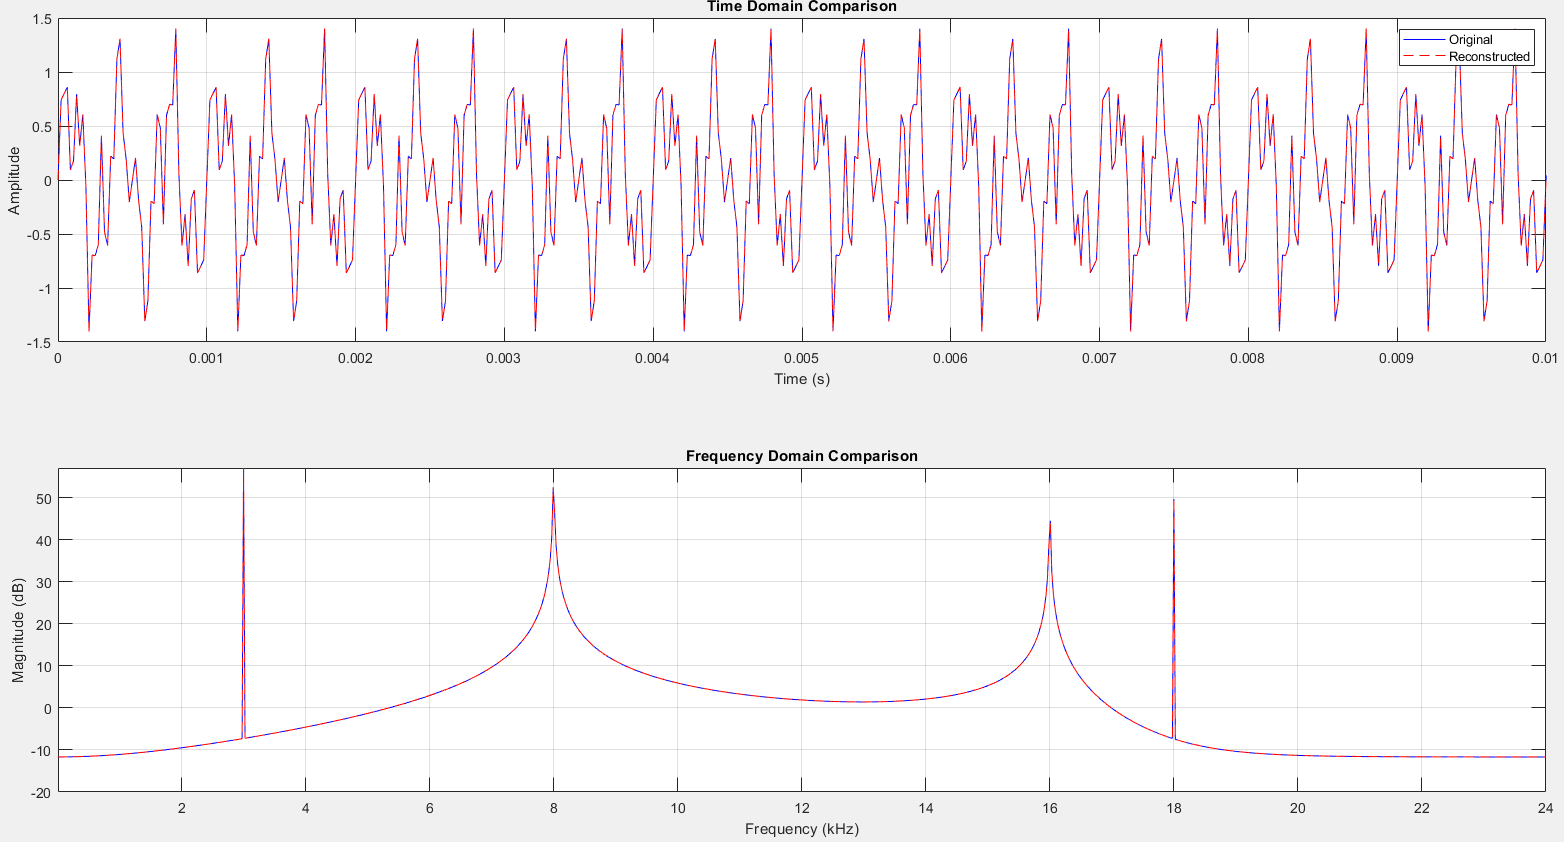 Time Domain Comparison
1.5
1
0.5
0
-0.5
-1
-1.5
Amplitude
Original
Reconstructed
0 0.001 0.002 0.003 0.004 0.005 0.006 0.007 0.008 0.009 0.01
Time (s)
Frequency Domain Comparison
50
40
30
20
10
0
-10
-20
Magnitude (dB)
2 4 6 8 10 12 14 16 18 20 22 24
Frequency (kHz)